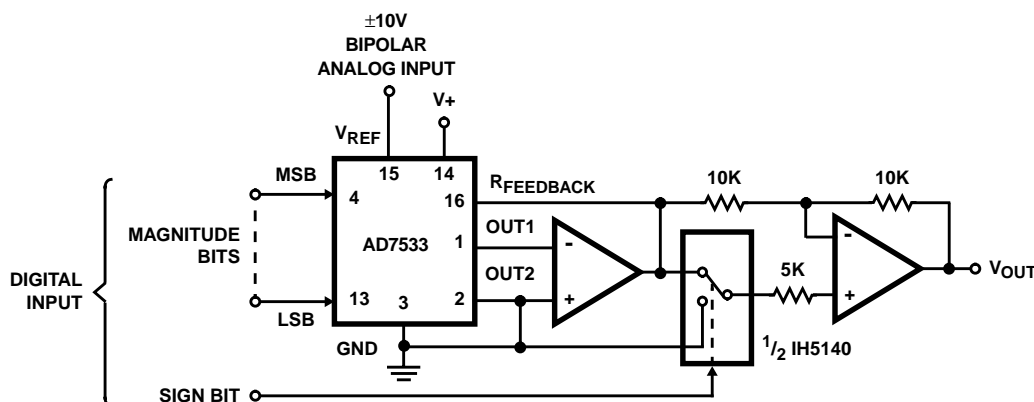 ±10V
BIPOLAR
ANALOG INPUT
V+
VREF
15
14
MSB
4
RFEEDBACK
16
10K
10K
OUT1
1
-
-
MAGNITUDE
BITS
AD7533
DIGITAL
INPUT
OUT2
5K
VOUT
13
3
2
+
+
LSB
GND
1/2 IH5140
SIGN BIT